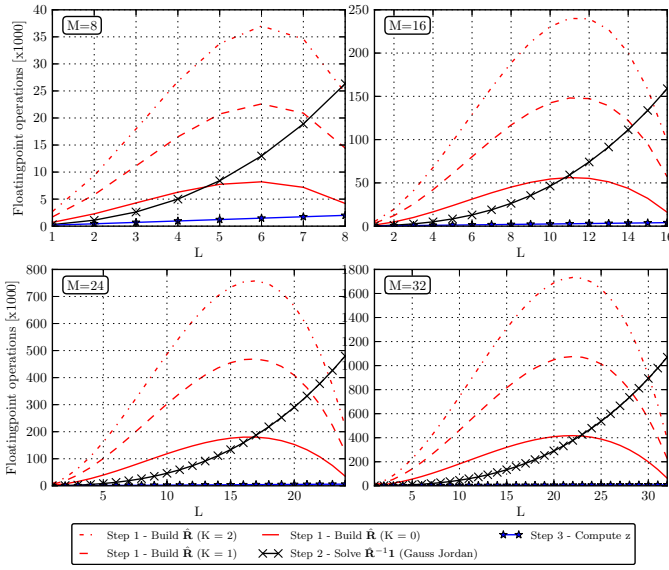 M=8
Floatingpoint operations [x1000]
40
35
30
25
20
15
10
5
0
1 2 3 4 5 6 7 8
L
M=16
250
200
150
100
50
0
2 4 6 8 10 12 14 16
L
M=24
Floatingpoint operations [x1000]
800
700
600
500
400
300
200
100
0
5 10 15 20
L
M=32
1800
1600
1400
1200
1000
800
600
400
200
0
5 10 15 20 25 30
L
Step 1 - Build R̂ (K = 2)
Step 1 - Build R̂ (K = 1)
Step 1 - Build R̂ (K = 0)
Step 2 - Solve R̂⁻¹1 (Gauss Jordan)
Step 3 - Compute z